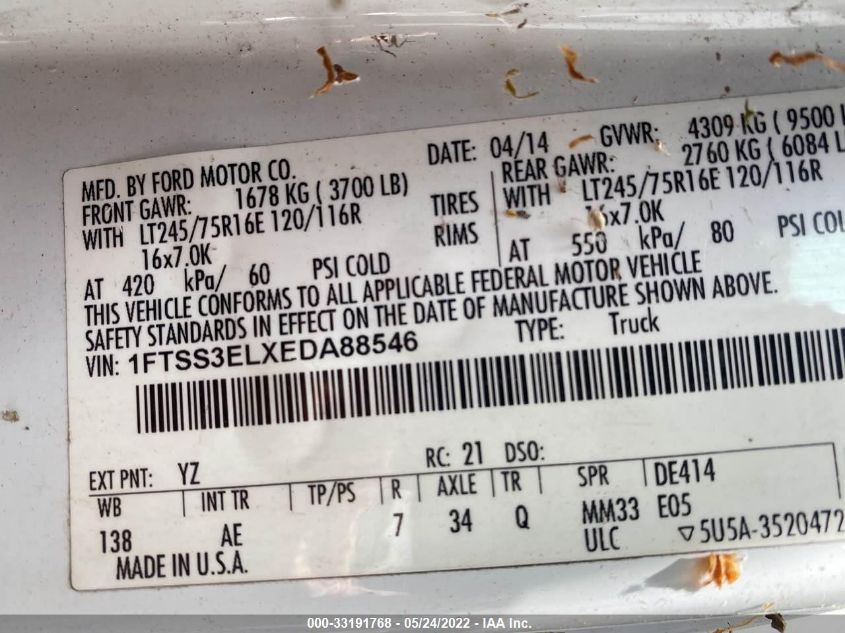 MFD. BY FORD MOTOR CO. DATE: 04/14 GVWR: 4309 KG ( 9500
FRONT GAWR: 1678 KG ( 3700 LB) REAR GAWR: 2760 KG ( 6084
WITH LT245/75R16E 120/116R TIRES WITH LT245/75R16E 120/116R
16x7.0K RIMS 16x7.0K
AT 420 kPa/ 60 PSI COLD AT 550 kPa/ 80 PSI COL
THIS VEHICLE CONFORMS TO ALL APPLICABLE FEDERAL MOTOR VEHICLE
SAFETY STANDARDS IN EFFECT ON THE DATE OF MANUFACTURE SHOWN ABOVE.
VIN: 1FTSS3ELXEDA88546 TYPE: Truck
EXT PNT: YZ RC: 21 DSO:
WB INT TR TP/PS R AXLE TR SPR DE414
138 AE 7 34 Q MM33 E05
ULC ▽5U5A-3520472
MADE IN U.S.A.
000-33191768 - 05/24/2022 - IAA Inc.